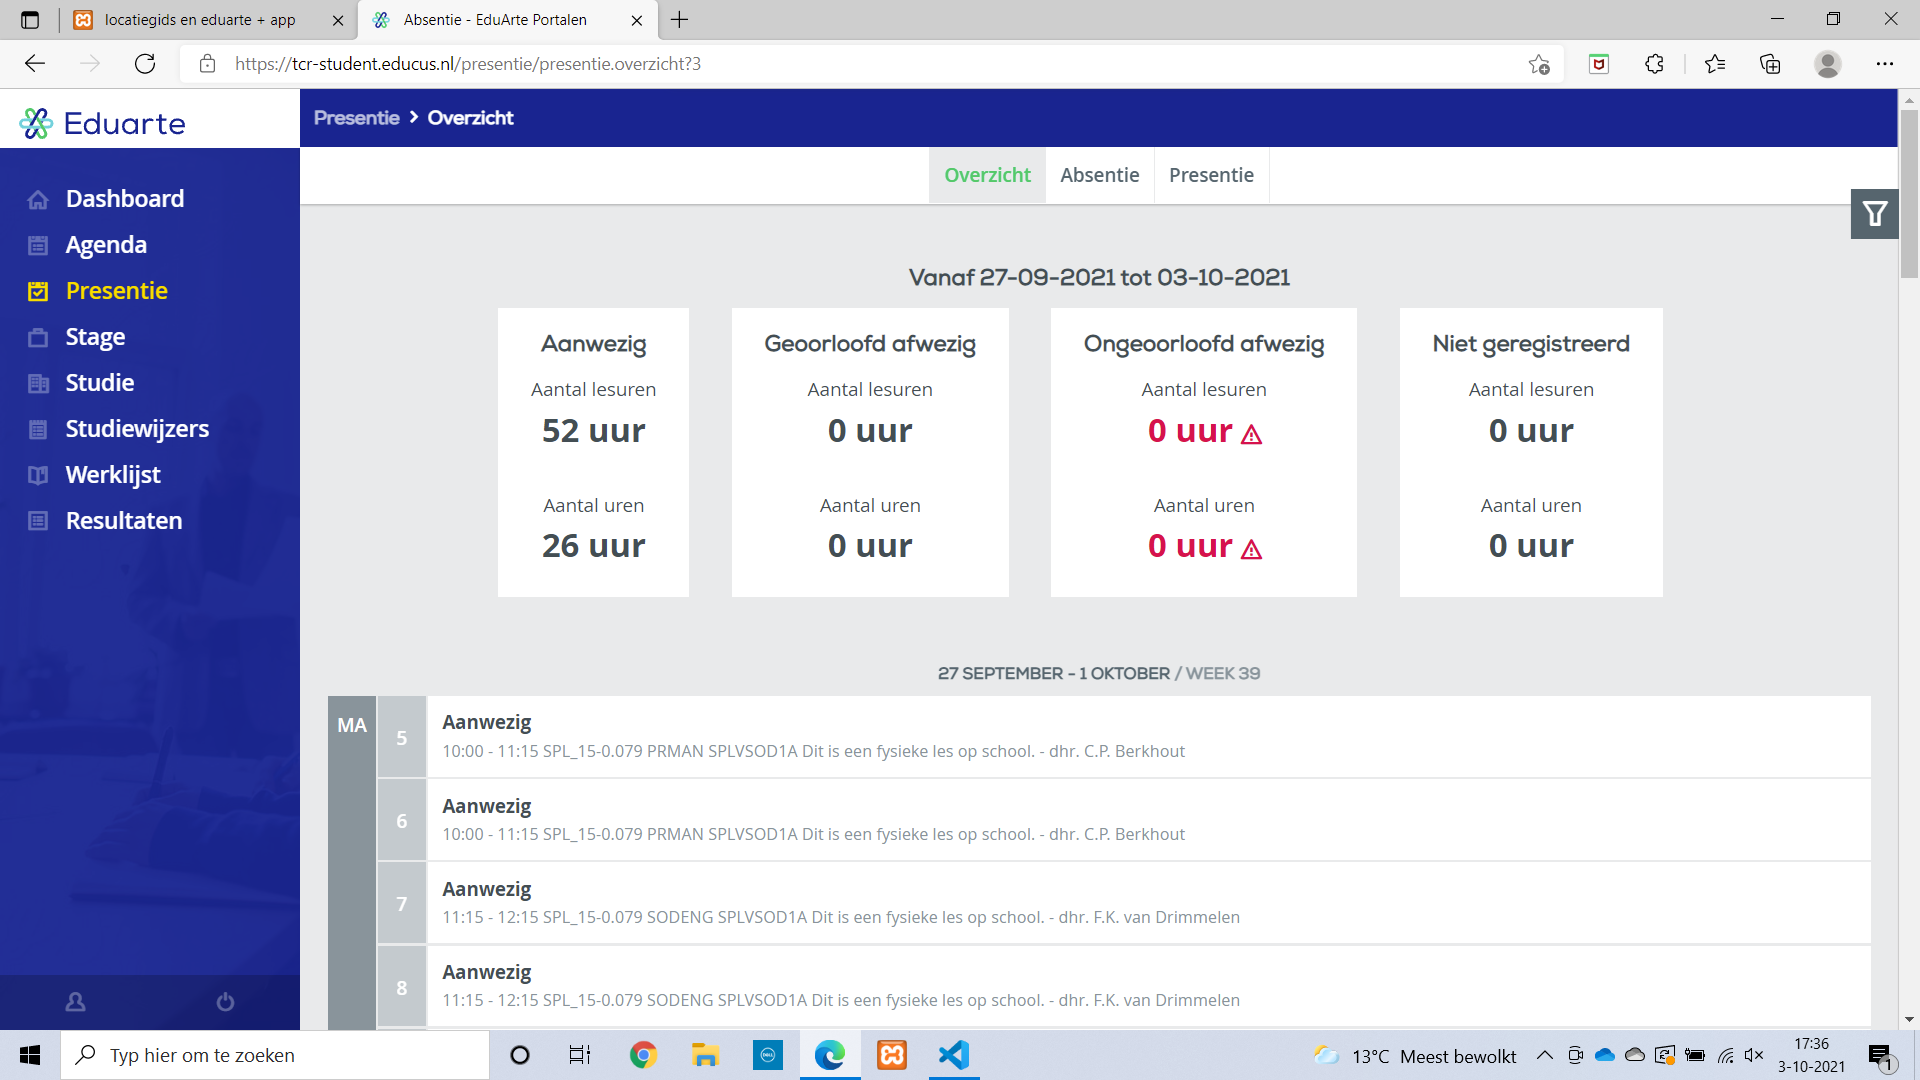 locatiegids en eduarte + app
Absentie - EduArte Portalen
https://tcr-student.educus.nl/presentie/presentie.overzicht?3
Eduarte
Presentie > Overzicht
Overzicht Absentie Presentie
Dashboard
Agenda
Presentie
Stage
Studie
Studiewijzers
Werklijst
Resultaten
Vanaf 27-09-2021 tot 03-10-2021
Aanwezig
Aantal lesuren
52 uur
Aantal uren
26 uur
Geoorloofd afwezig
Aantal lesuren
0 uur
Aantal uren
0 uur
Ongeoorloofd afwezig
Aantal lesuren
0 uur
Aantal uren
0 uur
Niet geregistreerd
Aantal lesuren
0 uur
Aantal uren
0 uur
27 SEPTEMBER - 1 OKTOBER / WEEK 39
MA
5
Aanwezig
10:00 - 11:15 SPL_15-0.079 PRMAN SPLVSOD1A Dit is een fysieke les op school. - dhr. C.P. Berkhout
6
Aanwezig
10:00 - 11:15 SPL_15-0.079 PRMAN SPLVSOD1A Dit is een fysieke les op school. - dhr. C.P. Berkhout
7
Aanwezig
11:15 - 12:15 SPL_15-0.079 SODENG SPLVSOD1A Dit is een fysieke les op school. - dhr. F.K. van Drimmelen
8
Aanwezig
11:15 - 12:15 SPL_15-0.079 SODENG SPLVSOD1A Dit is een fysieke les op school. - dhr. F.K. van Drimmelen
Typ hier om te zoeken
DELL
13°C Meest bewolkt
17:36
3-10-2021
1